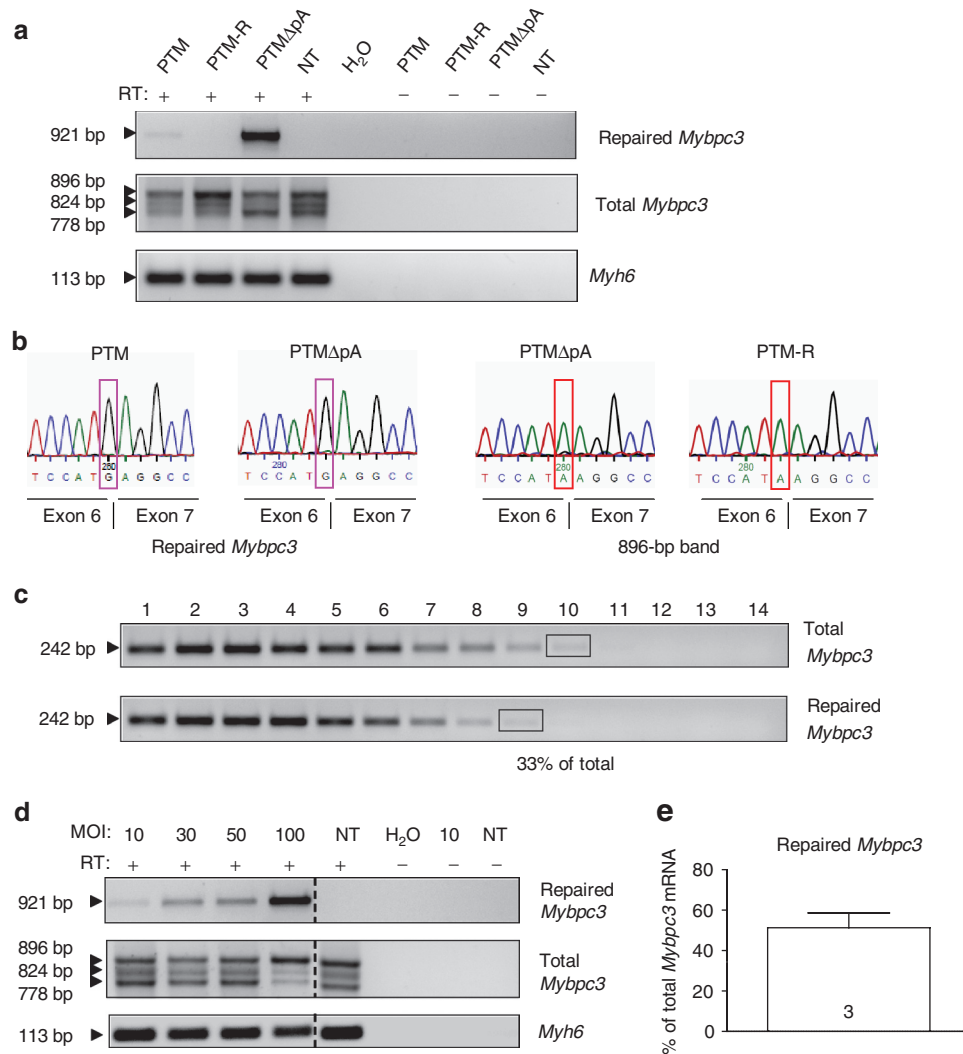 a
PTM PTM-R PTMΔpA NT H₂O PTM PTM-R PTMΔpA NT
RT: + + + + − − − −
921 bp Repaired Mybpc3
896 bp
824 bp Total Mybpc3
778 bp
113 bp Myh6
b
PTM PTMΔpA PTMΔpA PTM-R
280 280 280 280
T C C A T G A G G C C T C C A T G A G G C C T C C A T A A G G C C T C C A T A A G G C C
Exon 6 Exon 7 Exon 6 Exon 7 Exon 6 Exon 7 Exon 6 Exon 7
Repaired Mybpc3 896-bp band
c
1 2 3 4 5 6 7 8 9 10 11 12 13 14
242 bp Total
Mybpc3
242 bp Repaired
Mybpc3
33% of total
d
MOI: 10 30 50 100 NT H₂O 10 NT
RT: + + + + + − − −
921 bp Repaired
Mybpc3
896 bp
824 bp Total
Mybpc3
778 bp
113 bp Myh6
e
Repaired Mybpc3
% of total Mybpc3 mRNA
80
60
40
20
0
3